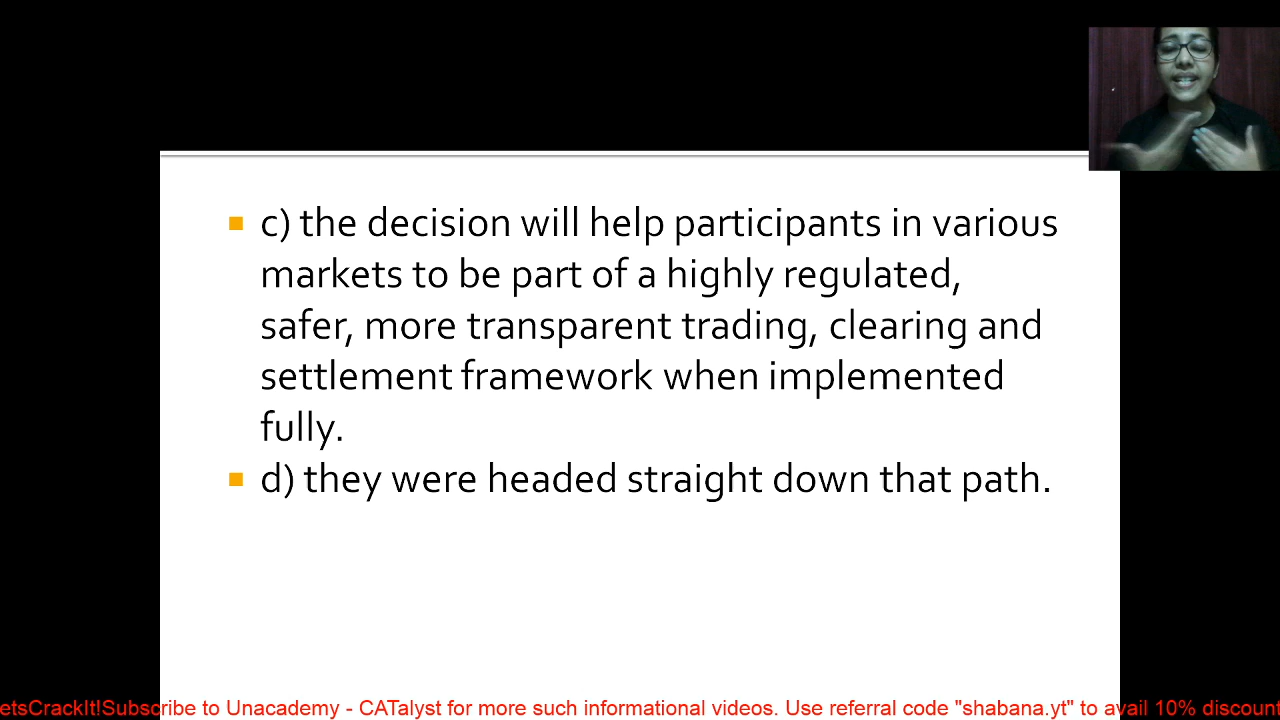 c) the decision will help participants in various
markets to be part of a highly regulated,
safer, more transparent trading, clearing and
settlement framework when implemented
fully.
d) they were headed straight down that path.
etsCrackIt!Subscribe to Unacademy - CATalyst for more such informational videos. Use referral code "shabana.yt" to avail 10% discount